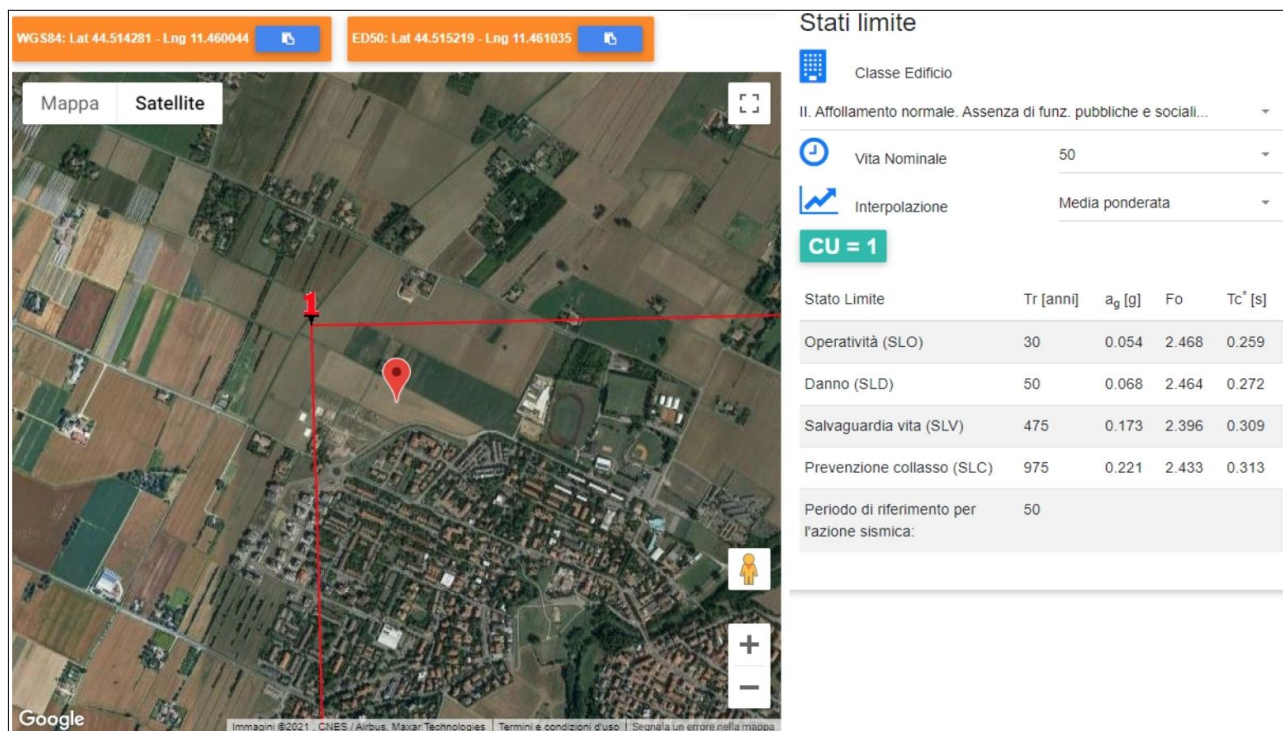 WGS84: Lat 44.514281 - Lng 11.460044
ED50: Lat 44.515219 - Lng 11.461035
Mappa Satellite
1
Google
Immagini ©2021 , CNES / Airbus, Maxar Technologies Termini e condizioni d'uso Segnala un errore nella mappa
Stati limite
Classe Edificio
II. Affollamento normale. Assenza di funz. pubbliche e sociali...
Vita Nominale 50
Interpolazione Media ponderata
CU = 1
Stato Limite Tr [anni] ag [g] Fo Tc* [s]
Operatività (SLO) 30 0.054 2.468 0.259
Danno (SLD) 50 0.068 2.464 0.272
Salvaguardia vita (SLV) 475 0.173 2.396 0.309
Prevenzione collasso (SLC) 975 0.221 2.433 0.313
Periodo di riferimento per 50
l'azione sismica: